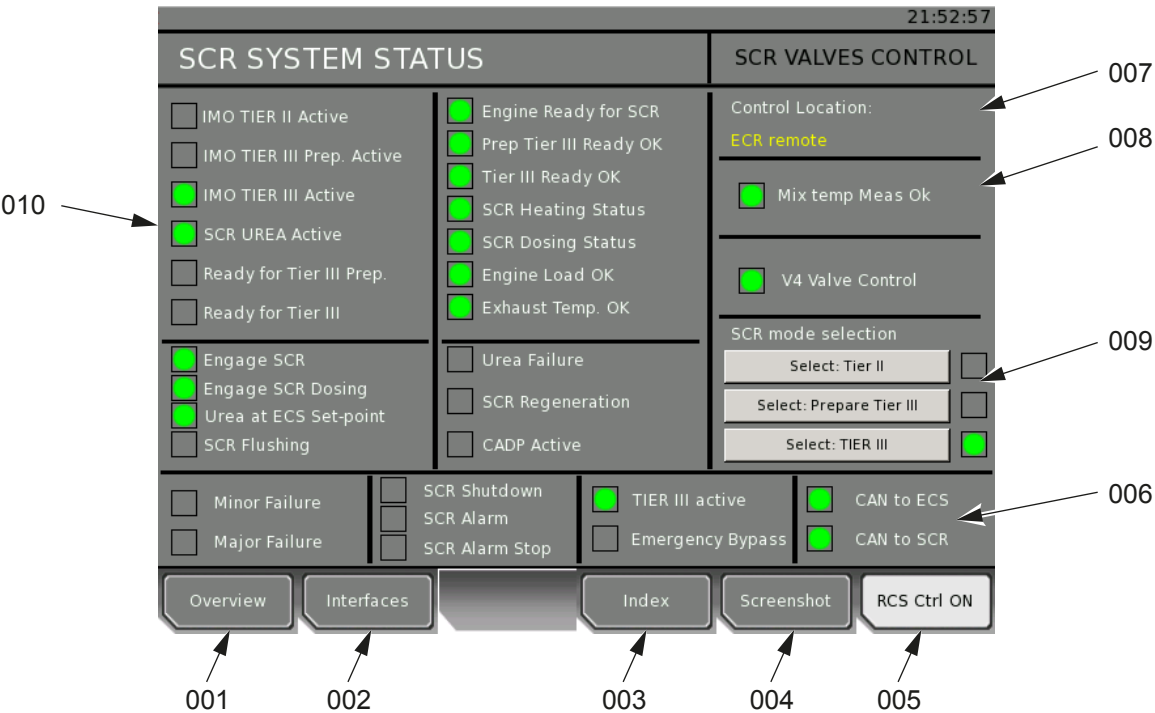 21:52:57
SCR SYSTEM STATUS
SCR VALVES CONTROL
007
Control Location:
ECR remote
008
IMO TIER II Active
IMO TIER III Prep. Active
IMO TIER III Active
SCR UREA Active
Ready for Tier III Prep.
Ready for Tier III
010
Engine Ready for SCR
Prep Tier III Ready OK
Tier III Ready OK
SCR Heating Status
SCR Dosing Status
Engine Load OK
Exhaust Temp. OK
Mix temp Meas Ok
V4 Valve Control
SCR mode selection
Select: Tier II
Select: Prepare Tier III
Select: TIER III
009
Engage SCR
Engage SCR Dosing
Urea at ECS Set-point
SCR Flushing
Urea Failure
SCR Regeneration
CADP Active
Minor Failure
Major Failure
SCR Shutdown
SCR Alarm
SCR Alarm Stop
TIER III active
Emergency Bypass
CAN to ECS
CAN to SCR
006
Overview
Interfaces
Index
Screenshot
RCS Ctrl ON
001
002
003
004
005